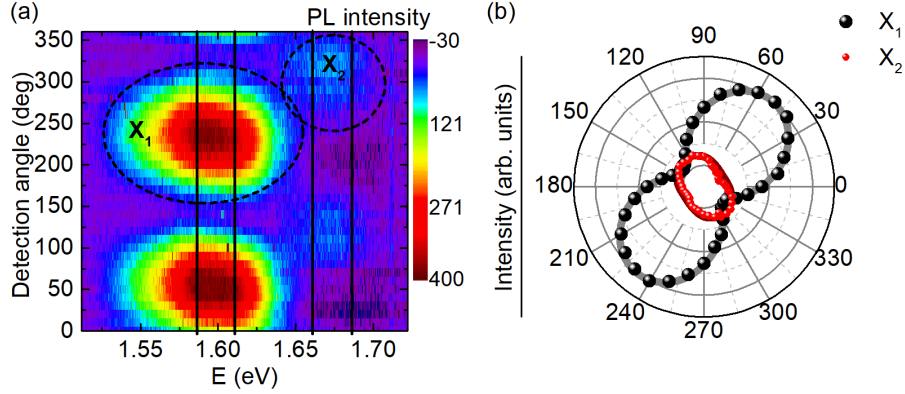 (a)
PL intensity
350
300
250
200
150
100
50
0
Detection angle (deg)
X1
X2
1.55
1.60
1.65
1.70
E (eV)
-30
121
271
400
(b)
X1
X2
90
60
30
0
330
300
270
240
210
180
150
120
Intensity (arb. units)